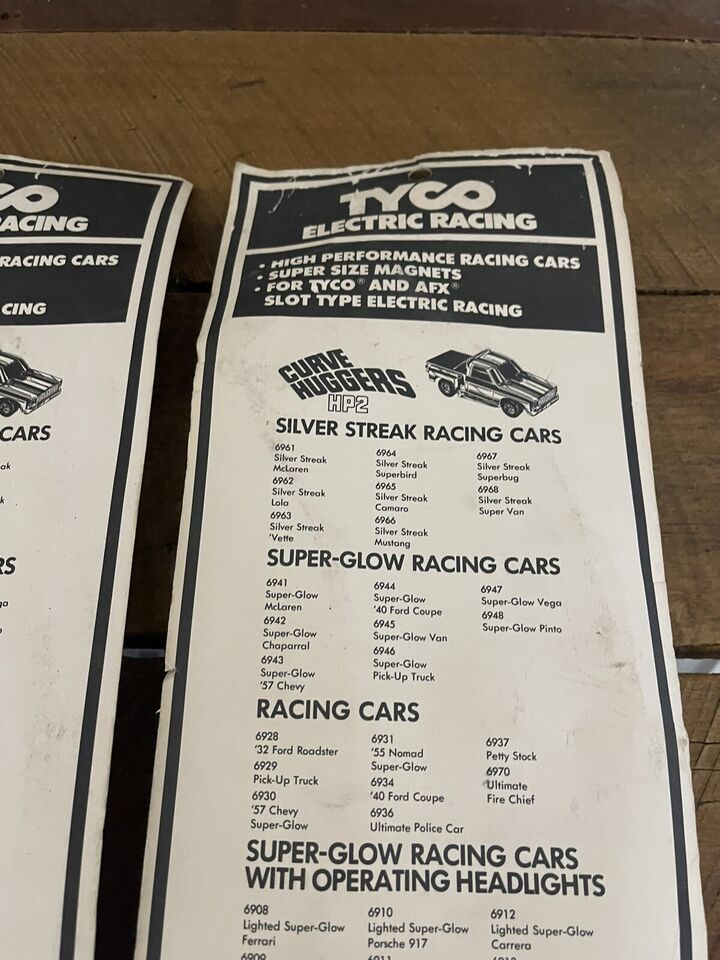 CO
RACING
RACING CARS
CING
CARS
ak
k
RS
ga
TYCO
ELECTRIC RACING
• HIGH PERFORMANCE RACING CARS
• SUPER SIZE MAGNETS
• FOR TYCO® AND AFX®
SLOT TYPE ELECTRIC RACING
CURVE
HUGGERS
HP2
SILVER STREAK RACING CARS
6961
Silver Streak
McLaren
6962
Silver Streak
Lola
6963
Silver Streak
'Vette
6964
Silver Streak
Superbird
6965
Silver Streak
Camaro
6966
Silver Streak
Mustang
6967
Silver Streak
Superbug
6968
Silver Streak
Super Van
SUPER-GLOW RACING CARS
6941
Super-Glow
McLaren
6942
Super-Glow
Chaparral
6943
Super-Glow
'57 Chevy
6944
Super-Glow
'40 Ford Coupe
6945
Super-Glow Van
6946
Super-Glow
Pick-Up Truck
6947
Super-Glow Vega
6948
Super-Glow Pinto
RACING CARS
6928
'32 Ford Roadster
6929
Pick-Up Truck
6930
'57 Chevy
Super-Glow
6931
'55 Nomad
Super-Glow
6934
'40 Ford Coupe
6936
Ultimate Police Car
6937
Petty Stock
6970
Ultimate
Fire Chief
SUPER-GLOW RACING CARS
WITH OPERATING HEADLIGHTS
6908
Lighted Super-Glow
Ferrari
6909
6910
Lighted Super-Glow
Porsche 917
6911
6912
Lighted Super-Glow
Carrera